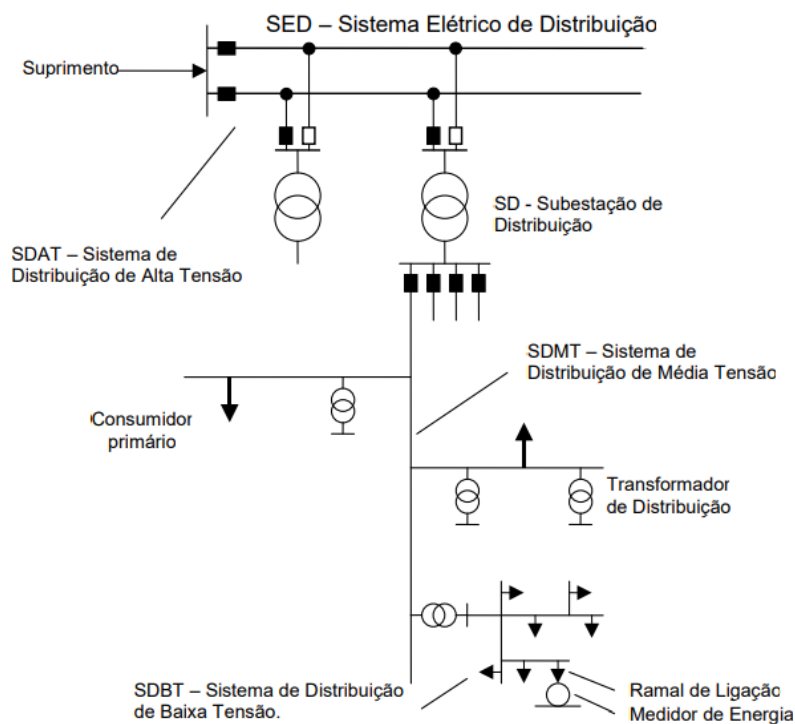 SED – Sistema Elétrico de Distribuição
Suprimento
SD - Subestação de
Distribuição
SDAT – Sistema de
Distribuição de Alta Tensão
SDMT – Sistema de
Distribuição de Média Tensão
Consumidor
primário
Transformador
de Distribuição
SDBT – Sistema de Distribuição
de Baixa Tensão.
Ramal de Ligação
Medidor de Energia